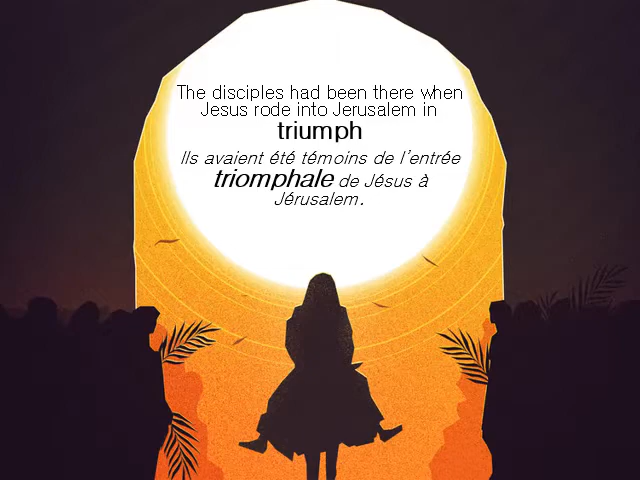 The disciples had been there when
Jesus rode into Jerusalem in
triumph
Ils avaient été témoins de l'entrée
triomphale de Jésus à
Jérusalem.